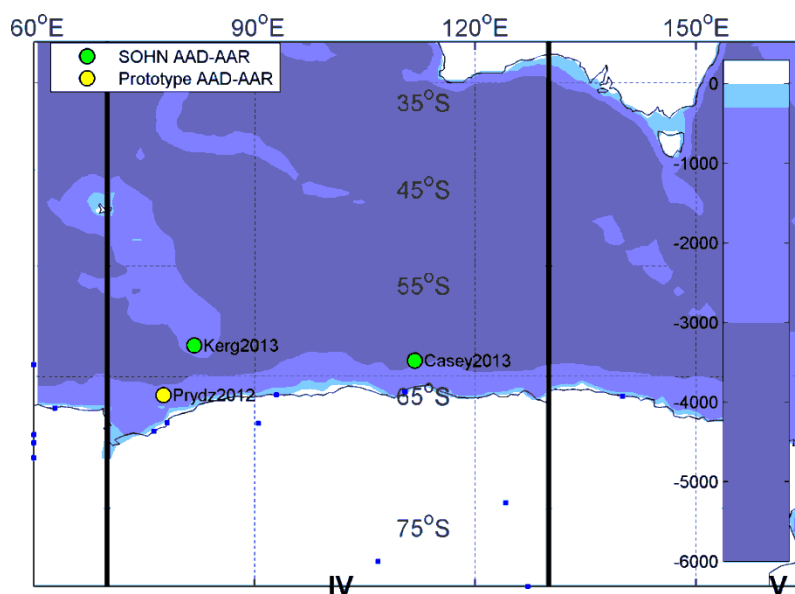 60°E
90°E
120°E
150°E
SOHN AAD-AAR
Prototype AAD-AAR
0
35°S
-1000
45°S
-2000
55°S
-3000
Kerg2013
Casey2013
65°S
Prydz2012
-4000
-5000
75°S
-6000
IV
V